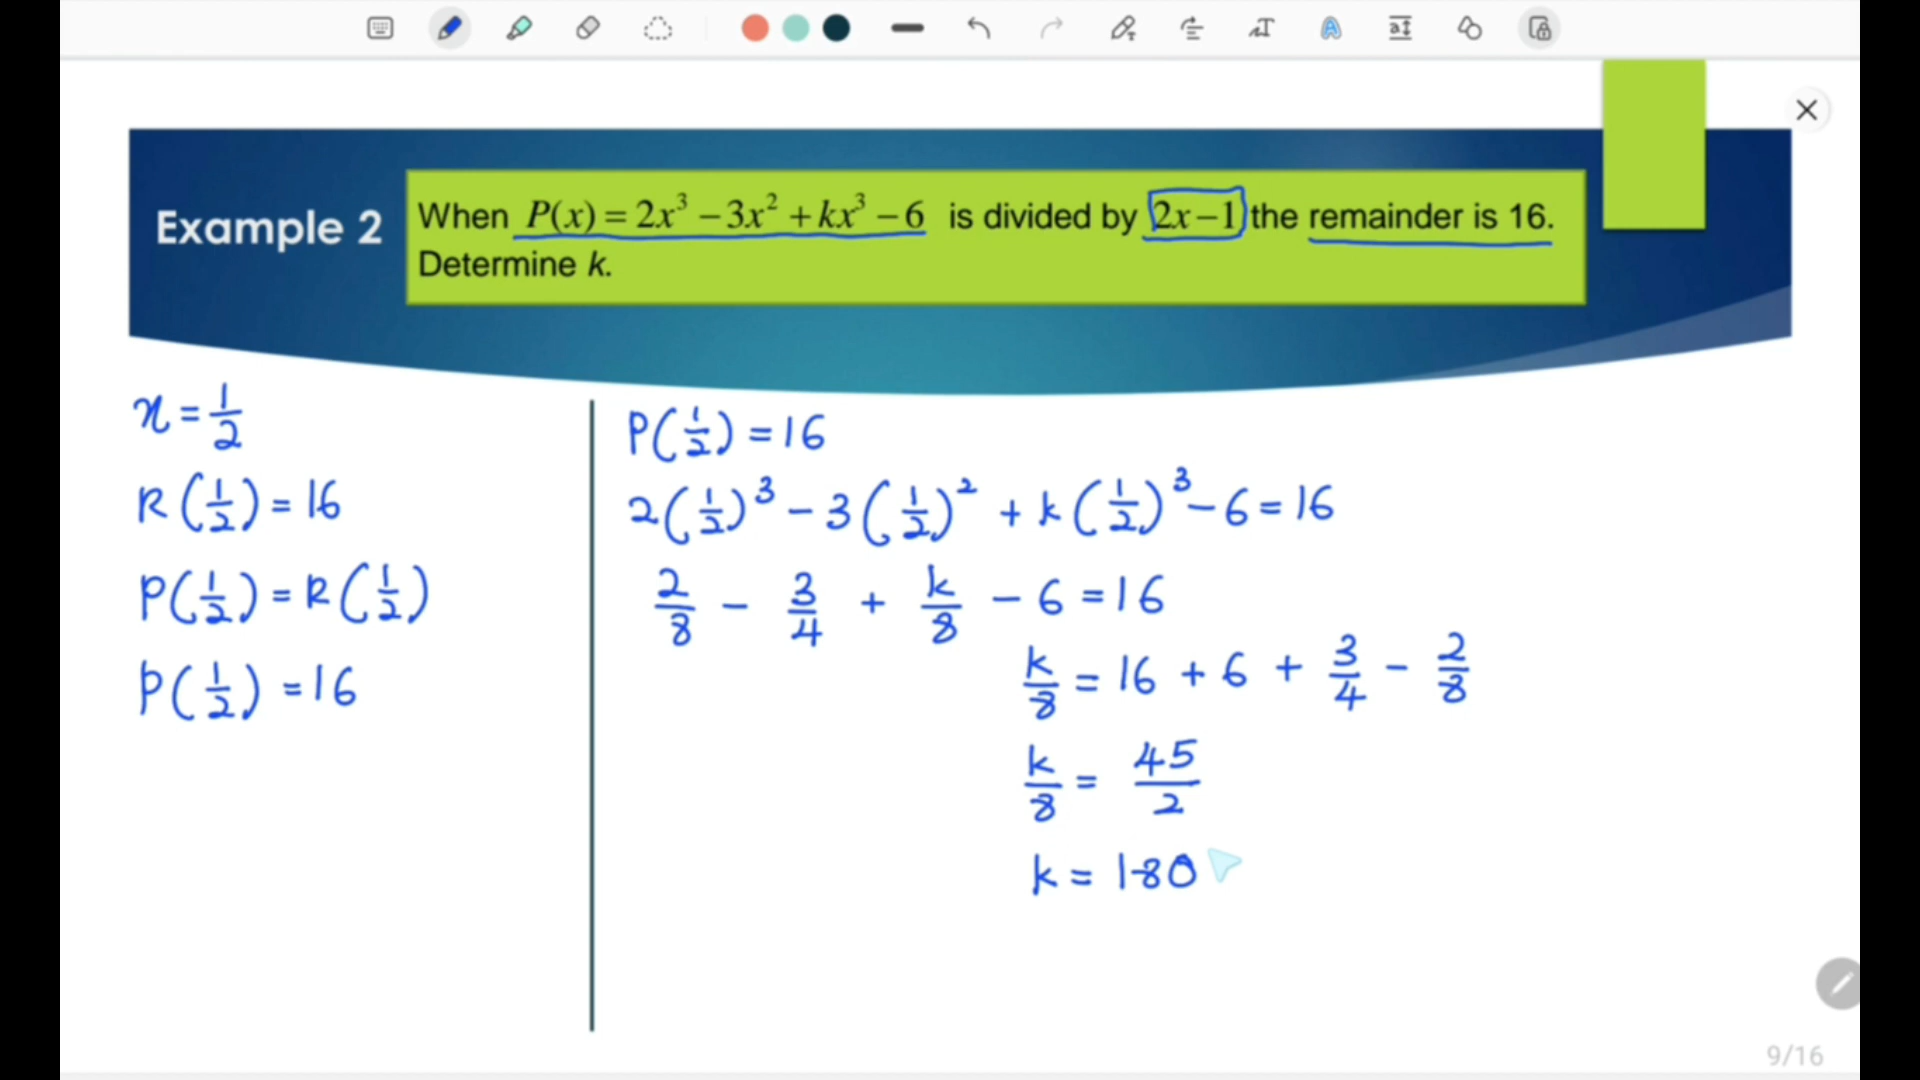 Example 2
When P(x) = 2x³ − 3x² + kx³ − 6 is divided by 2x−1 the remainder is 16.
Determine k.
x = 1/2
R(1/2) = 16
P(1/2) = R(1/2)
P(1/2) = 16
P(1/2) = 16
2(1/2)³ − 3(1/2)² + k(1/2)³ − 6 = 16
2/8 − 3/4 + k/8 − 6 = 16
k/8 = 16 + 6 + 3/4 − 2/8
k/8 = 45/2
k = 180
9/16